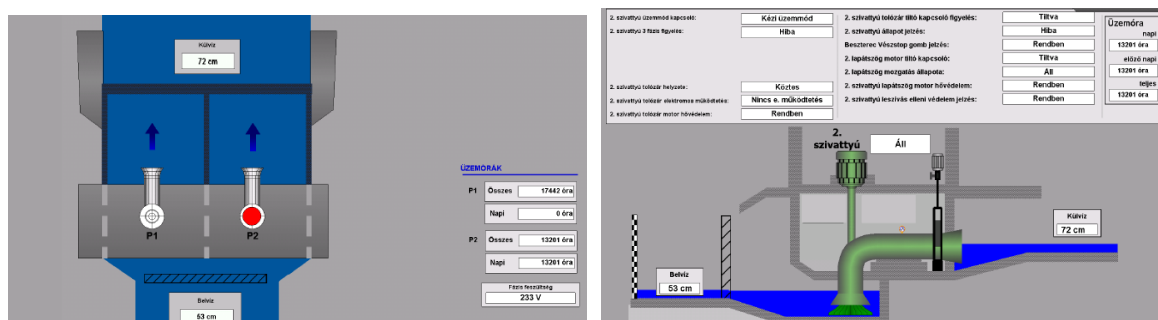 Külvíz
72 cm
P1
P2
Belvíz
53 cm
ÜZEMÓRÁK
P1 Összes 17442 óra
Napi 0 óra
P2 Összes 13201 óra
Napi 13201 óra
Fázis feszültség
233 V
2. szivattyú üzemmód kapcsoló: Kézi üzemmód
2. szivattyú 3 fázis figyelés: Hiba
2. szivattyú tolózár helyzete: Köztes
2. szivattyú tolózár elektromos működtetés: Nincs e. működtetés
2. szivattyú tolózár motor hővédelem: Rendben
2. szivattyú tolózár tiltó kapcsoló figyelés: Tiltva
2. szivattyú állapot jelzés: Hiba
Beszterec Vészstop gomb jelzés: Rendben
2. lapátszög motor tiltó kapcsoló: Tiltva
2. lapátszög mozgatás állapota: Áll
2. szivattyú lapátszög motor hővédelem: Rendben
2. szivattyú leszívás elleni védelem jelzés: Rendben
Üzemóra
napi
13201 óra
előző napi
13201 óra
teljes
13201 óra
2.
szivattyú
Áll
Külvíz
72 cm
Belvíz
53 cm